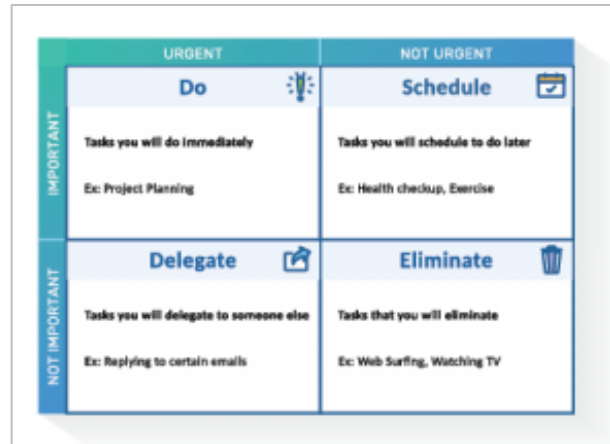 URGENT
NOT URGENT
IMPORTANT
Do
Tasks you will do immediately
Ex: Project Planning
Schedule
Tasks you will schedule to do later
Ex: Health checkup, Exercise
NOT IMPORTANT
Delegate
Tasks you will delegate to someone else
Ex: Replying to certain emails
Eliminate
Tasks that you will eliminate
Ex: Web Surfing, Watching TV